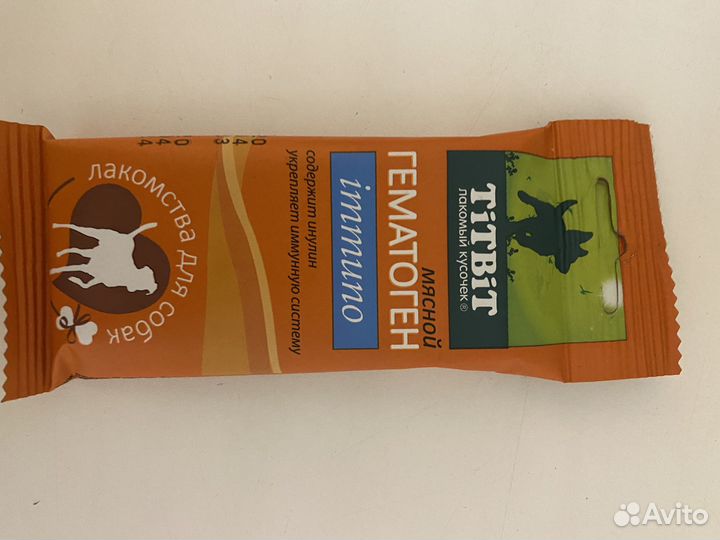 TiTBiT
лакомый кусочек®
мясной
ГЕМАТОГЕН
immuno
содержит инулин
укрепляет иммунную систему
лакомства для собак
Avito